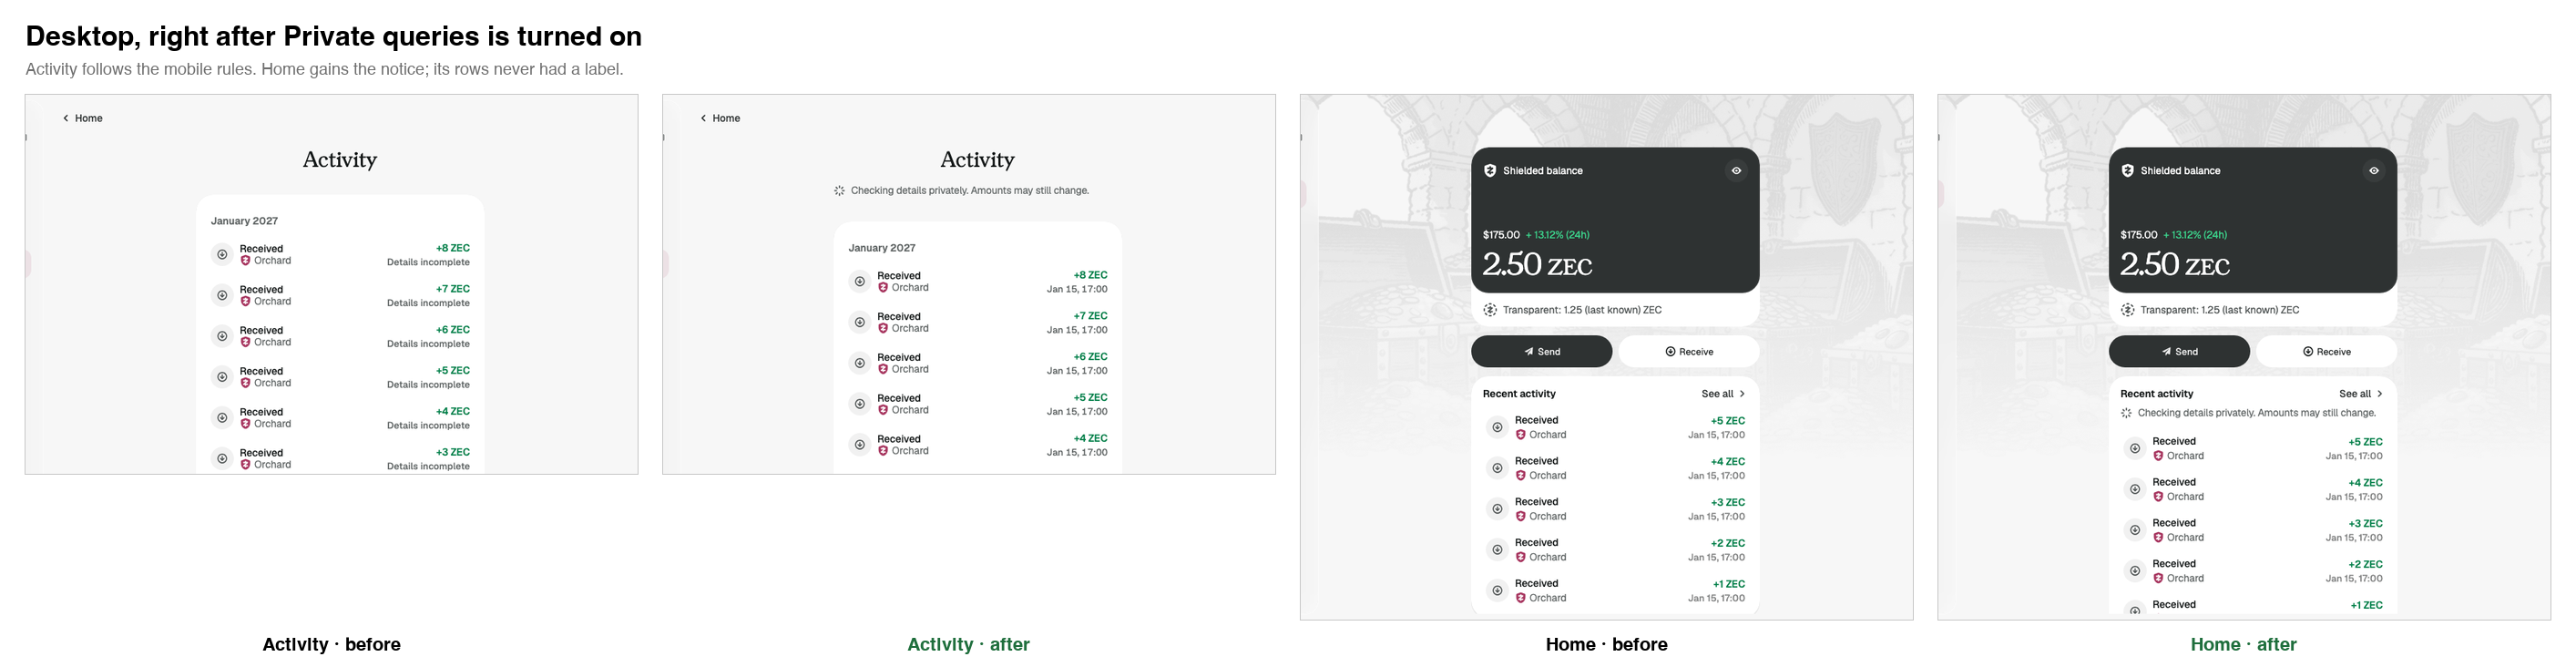 Desktop, right after Private queries is turned on
Activity follows the mobile rules. Home gains the notice; its rows never had a label.
Home
Activity
January 2027
Received +8 ZEC
Orchard Details incomplete
Received +7 ZEC
Orchard Details incomplete
Received +6 ZEC
Orchard Details incomplete
Received +5 ZEC
Orchard Details incomplete
Received +4 ZEC
Orchard Details incomplete
Received +3 ZEC
Orchard Details incomplete
Activity · before
Home
Activity
Checking details privately. Amounts may still change.
January 2027
Received +8 ZEC
Orchard Jan 15, 17:00
Received +7 ZEC
Orchard Jan 15, 17:00
Received +6 ZEC
Orchard Jan 15, 17:00
Received +5 ZEC
Orchard Jan 15, 17:00
Received +4 ZEC
Orchard Jan 15, 17:00
Activity · after
Shielded balance
$175.00 + 13.12% (24h)
2.50 ZEC
Transparent: 1.25 (last known) ZEC
Send Receive
Recent activity See all
Received +5 ZEC
Orchard Jan 15, 17:00
Received +4 ZEC
Orchard Jan 15, 17:00
Received +3 ZEC
Orchard Jan 15, 17:00
Received +2 ZEC
Orchard Jan 15, 17:00
Received +1 ZEC
Orchard Jan 15, 17:00
Home · before
Shielded balance
$175.00 + 13.12% (24h)
2.50 ZEC
Transparent: 1.25 (last known) ZEC
Send Receive
Recent activity See all
Checking details privately. Amounts may still change.
Received +5 ZEC
Orchard Jan 15, 17:00
Received +4 ZEC
Orchard Jan 15, 17:00
Received +3 ZEC
Orchard Jan 15, 17:00
Received +2 ZEC
Orchard Jan 15, 17:00
Received +1 ZEC
Home · after